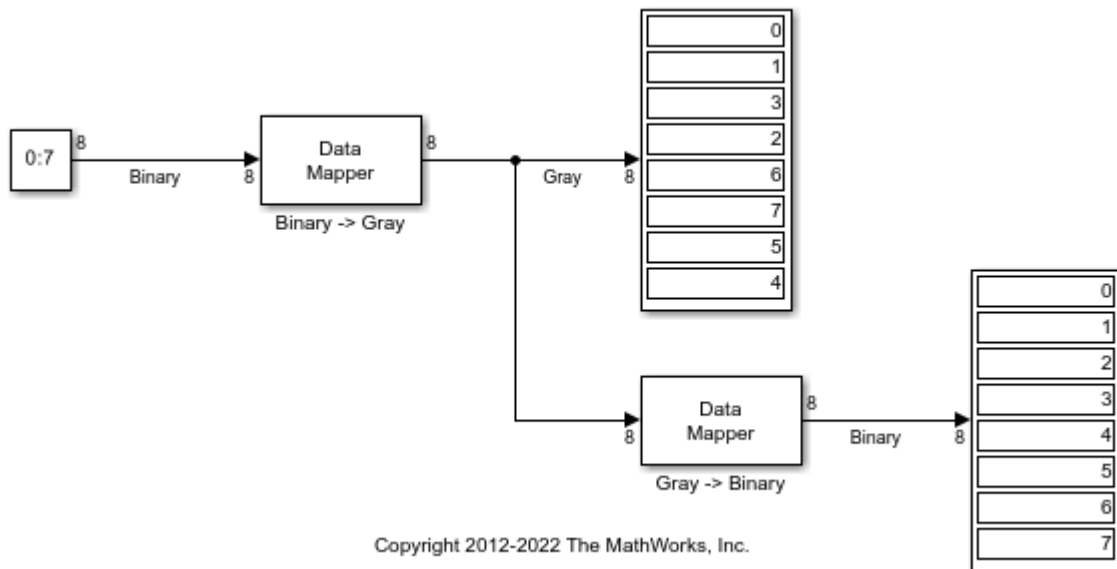 0
1
3
2
6
7
5
4
0:7
8
Binary
8
Data
Mapper
Binary -> Gray
8
Gray
8
8
Data
Mapper
Gray -> Binary
8
Binary
8
0
1
2
3
4
5
6
7
Copyright 2012-2022 The MathWorks, Inc.